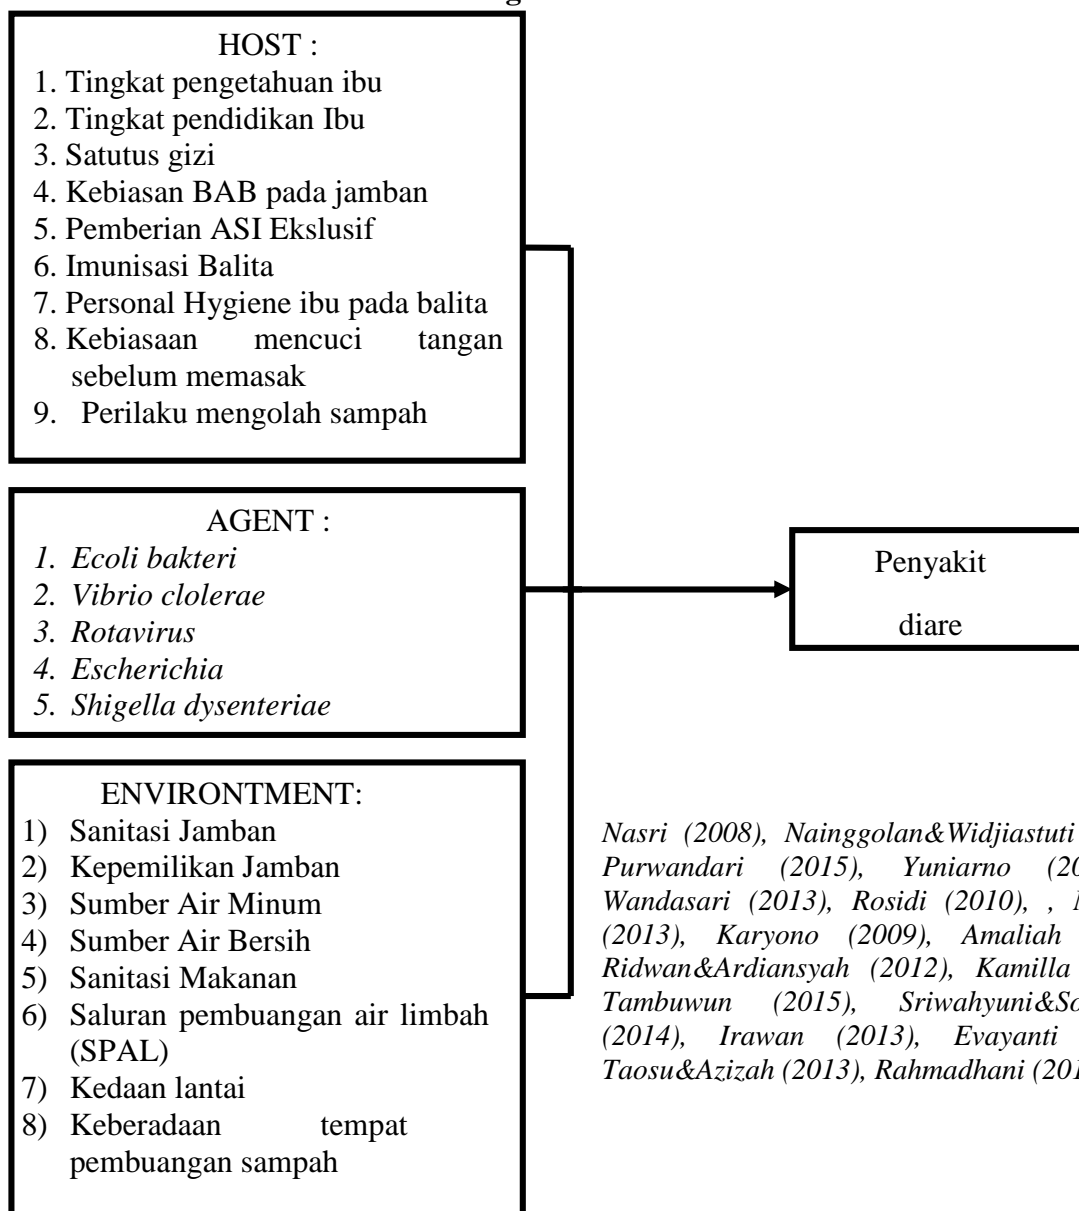 HOST :
1. Tingkat pengetahuan ibu
2. Tingkat pendidikan Ibu
3. Satutus gizi
4. Kebiasan BAB pada jamban
5. Pemberian ASI Ekslusif
6. Imunisasi Balita
7. Personal Hygiene ibu pada balita
8. Kebiasaan mencuci tangan
sebelum memasak
9. Perilaku mengolah sampah
AGENT :
1. Ecoli bakteri
2. Vibrio clolerae
3. Rotavirus
4. Escherichia
5. Shigella dysenteriae
Penyakit
diare
ENVIRONTMENT:
1) Sanitasi Jamban
2) Kepemilikan Jamban
3) Sumber Air Minum
4) Sumber Air Bersih
5) Sanitasi Makanan
6) Saluran pembuangan air limbah
(SPAL)
7) Kedaan lantai
8) Keberadaan tempat
pembuangan sampah
Nasri (2008), Nainggolan&Widjiastuti
Purwandari (2015), Yuniarno
Wandasari (2013), Rosidi (2010), ,
(2013), Karyono (2009), Amaliah
Ridwan&Ardiansyah (2012), Kamilla
Tambuwun (2015),
(2014), Irawan (2013), Evayanti
Taosu&Azizah (2013), Rahmadhani